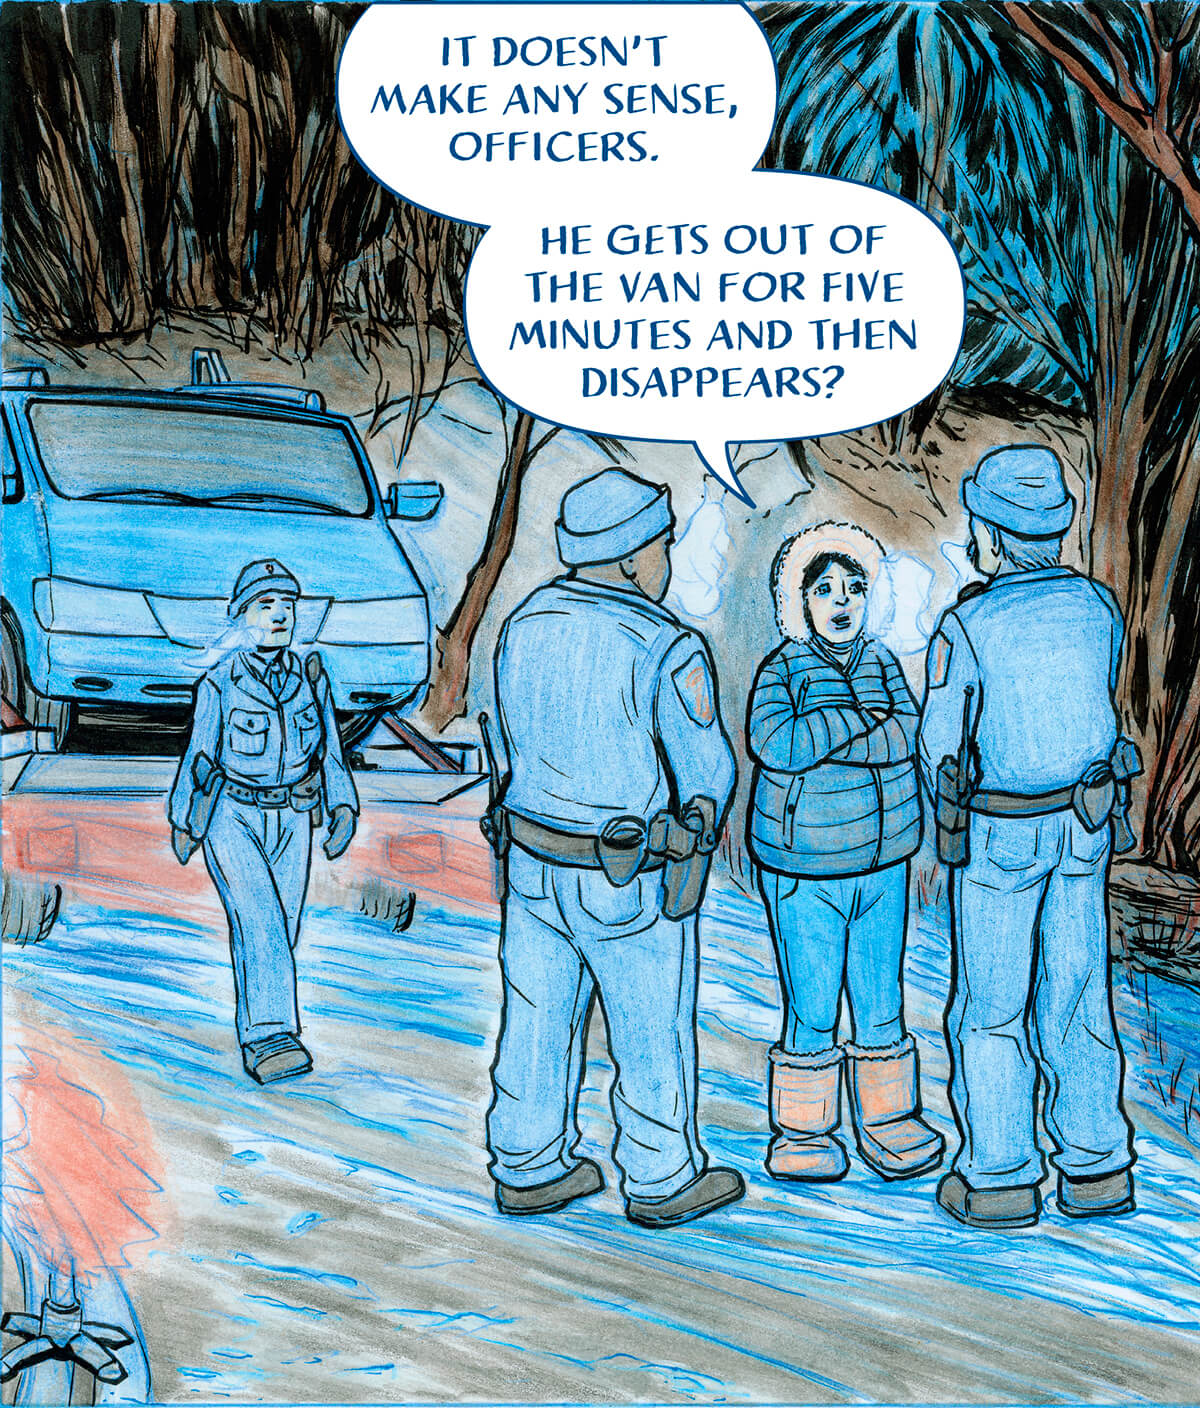 IT DOESN'T
MAKE ANY SENSE,
OFFICERS.
HE GETS OUT OF
THE VAN FOR FIVE
MINUTES AND THEN
DISAPPEARS?